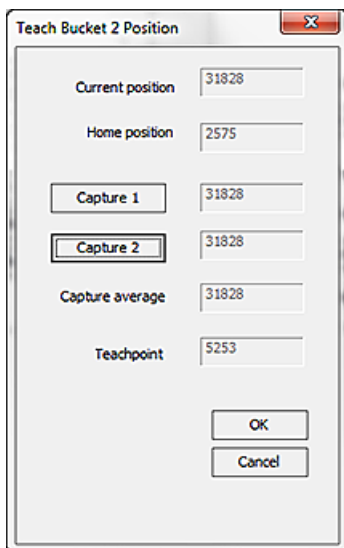 Teach Bucket 2 Position
Current position 31828
Home position 2575
Capture 1 31828
Capture 2 31828
Capture average 31828
Teachpoint 5253
OK
Cancel